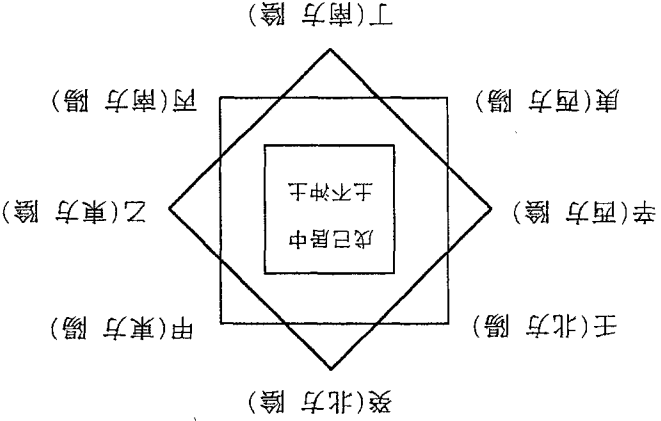 癸(北方 陰)
壬(北方 陽)
甲(東方 陽)
戊己居中
辛(西方 陰)
乙(東方 陰)
土不冲土
庚(西方 陽)
丙(南方 陽)
丁(南方 陰)